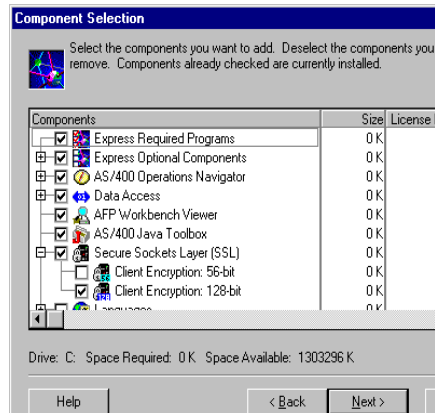 Component Selection
Select the components you want to add. Deselect the components you
remove. Components already checked are currently installed.
Components Size License
Express Required Programs 0 K
Express Optional Components 0 K
AS/400 Operations Navigator 0 K
Data Access 0 K
AFP Workbench Viewer 0 K
AS/400 Java Toolbox 0 K
Secure Sockets Layer (SSL) 0 K
Client Encryption: 56-bit 0 K
Client Encryption: 128-bit 0 K
Languages
Drive: C: Space Required: 0 K Space Available: 1303296 K
Help < Back Next >